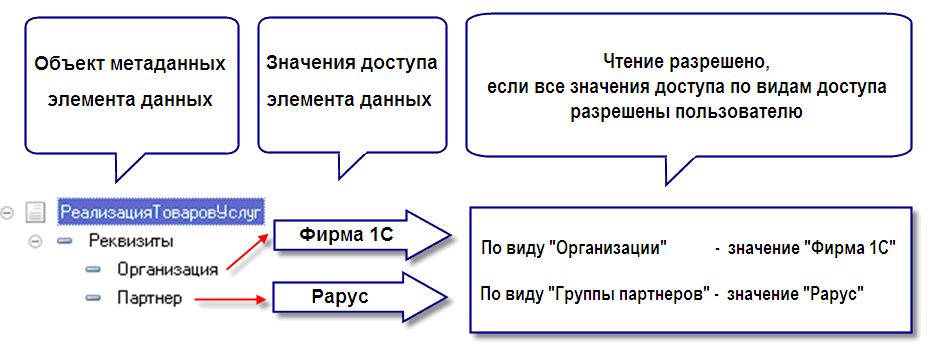 Объект метаданных
элемента данных
Значения доступа
элемента данных
Чтение разрешено,
если все значения доступа по видам доступа
разрешены пользователю
РеализацияТоваровУслуг
Реквизиты
Организация
Партнер
Фирма 1С
Рарус
По виду "Организации" - значение "Фирма 1С"
По виду "Группы партнеров" - значение "Рарус"